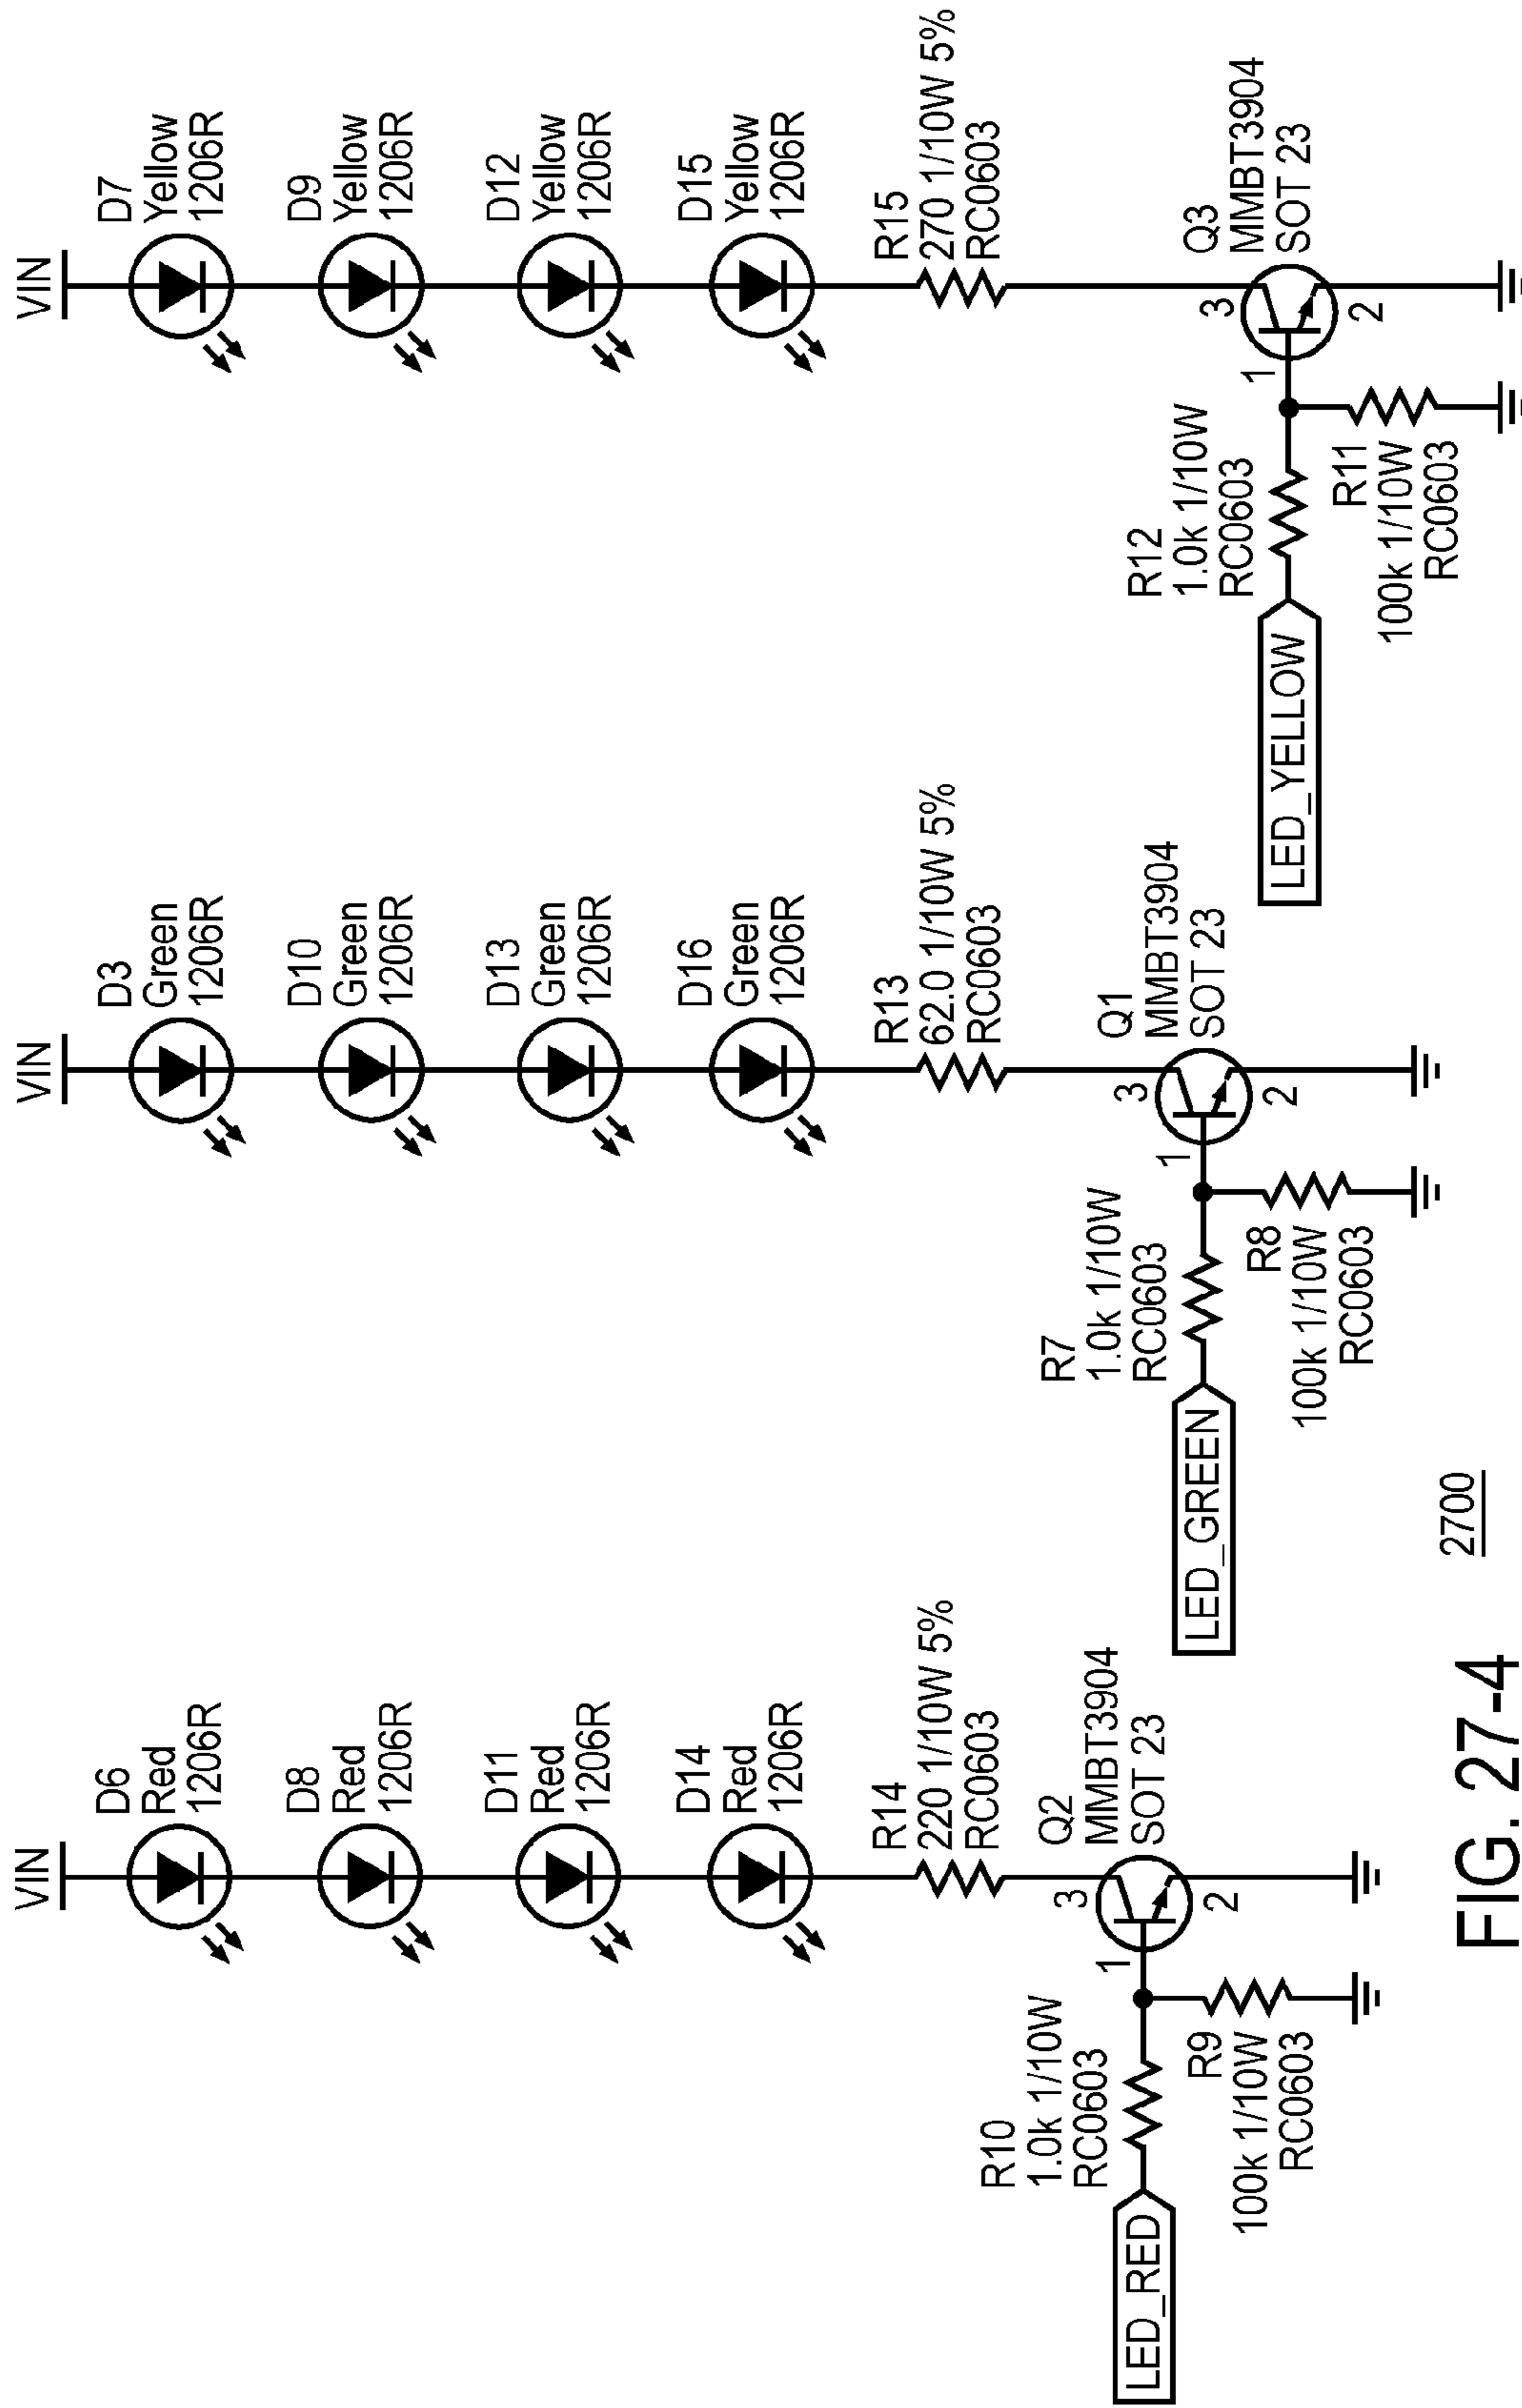 VIN
D6
Red
1206R
D8
Red
1206R
D11
Red
1206R
D14
Red
1206R
R14
220 1/10W 5%
RC0603
Q2
MMBT3904
SOT 23
3
1
2
R10
1.0k 1/10W
RC0603
LED_RED
R9
100k 1/10W
RC0603
VIN
D3
Green
1206R
D10
Green
1206R
D13
Green
1206R
D16
Green
1206R
R13
62.0 1/10W 5%
RC0603
Q1
MMBT3904
SOT 23
3
1
2
R7
1.0k 1/10W
RC0603
LED_GREEN
R8
100k 1/10W
RC0603
VIN
D7
Yellow
1206R
D9
Yellow
1206R
D12
Yellow
1206R
D15
Yellow
1206R
R15
270 1/10W 5%
RC0603
Q3
MMBT3904
SOT 23
3
1
2
R12
1.0k 1/10W
RC0603
LED_YELLOW
R11
100k 1/10W
RC0603
2700
FIG. 27-4